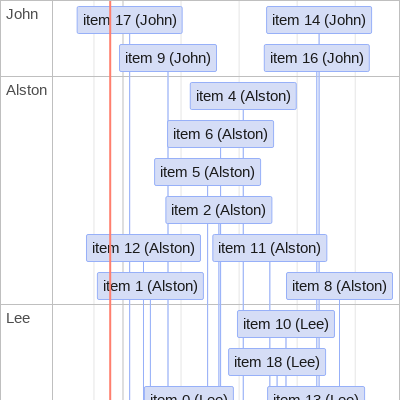 John
item 17 (John)
item 14 (John)
item 9 (John)
item 16 (John)
Alston
item 4 (Alston)
item 6 (Alston)
item 5 (Alston)
item 2 (Alston)
item 12 (Alston)
item 11 (Alston)
item 1 (Alston)
item 8 (Alston)
Lee
item 10 (Lee)
item 18 (Lee)
item 0 (Lee)
item 13 (Lee)